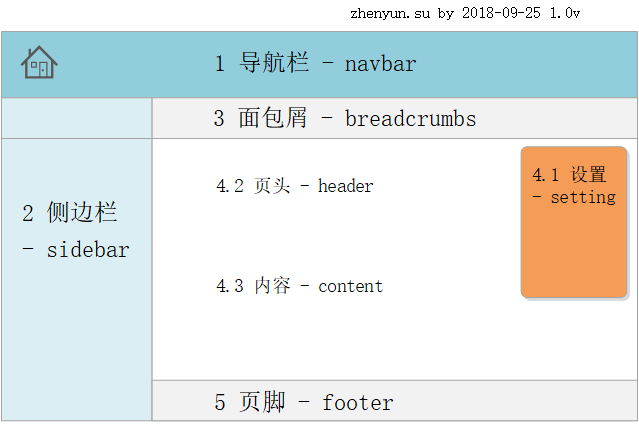 zhenyun.su by 2018-09-25 1.0v
1 导航栏 - navbar
3 面包屑 - breadcrumbs
2 侧边栏
- sidebar
4.2 页头 - header
4.1 设置
- setting
4.3 内容 - content
5 页脚 - footer